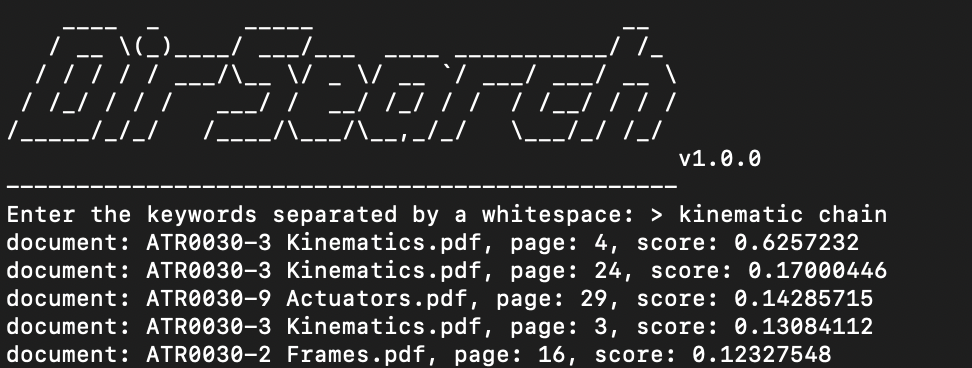 DirSearch
v1.0.0
Enter the keywords separated by a whitespace: > kinematic chain
document: ATR0030-3 Kinematics.pdf, page: 4, score: 0.6257232
document: ATR0030-3 Kinematics.pdf, page: 24, score: 0.17000446
document: ATR0030-9 Actuators.pdf, page: 29, score: 0.14285715
document: ATR0030-3 Kinematics.pdf, page: 3, score: 0.13084112
document: ATR0030-2 Frames.pdf, page: 16, score: 0.12327548